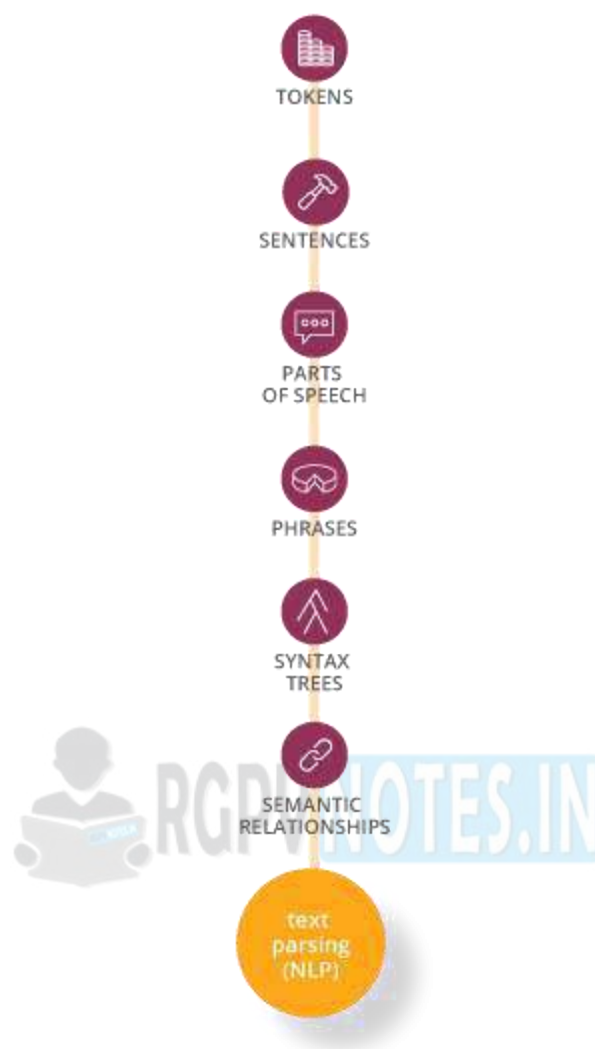 TOKENS
SENTENCES
PARTS
OF SPEECH
PHRASES
SYNTAX
TREES
SEMANTIC
RELATIONSHIPS
RGPVNOTES.IN
text
parsing
(NLP)